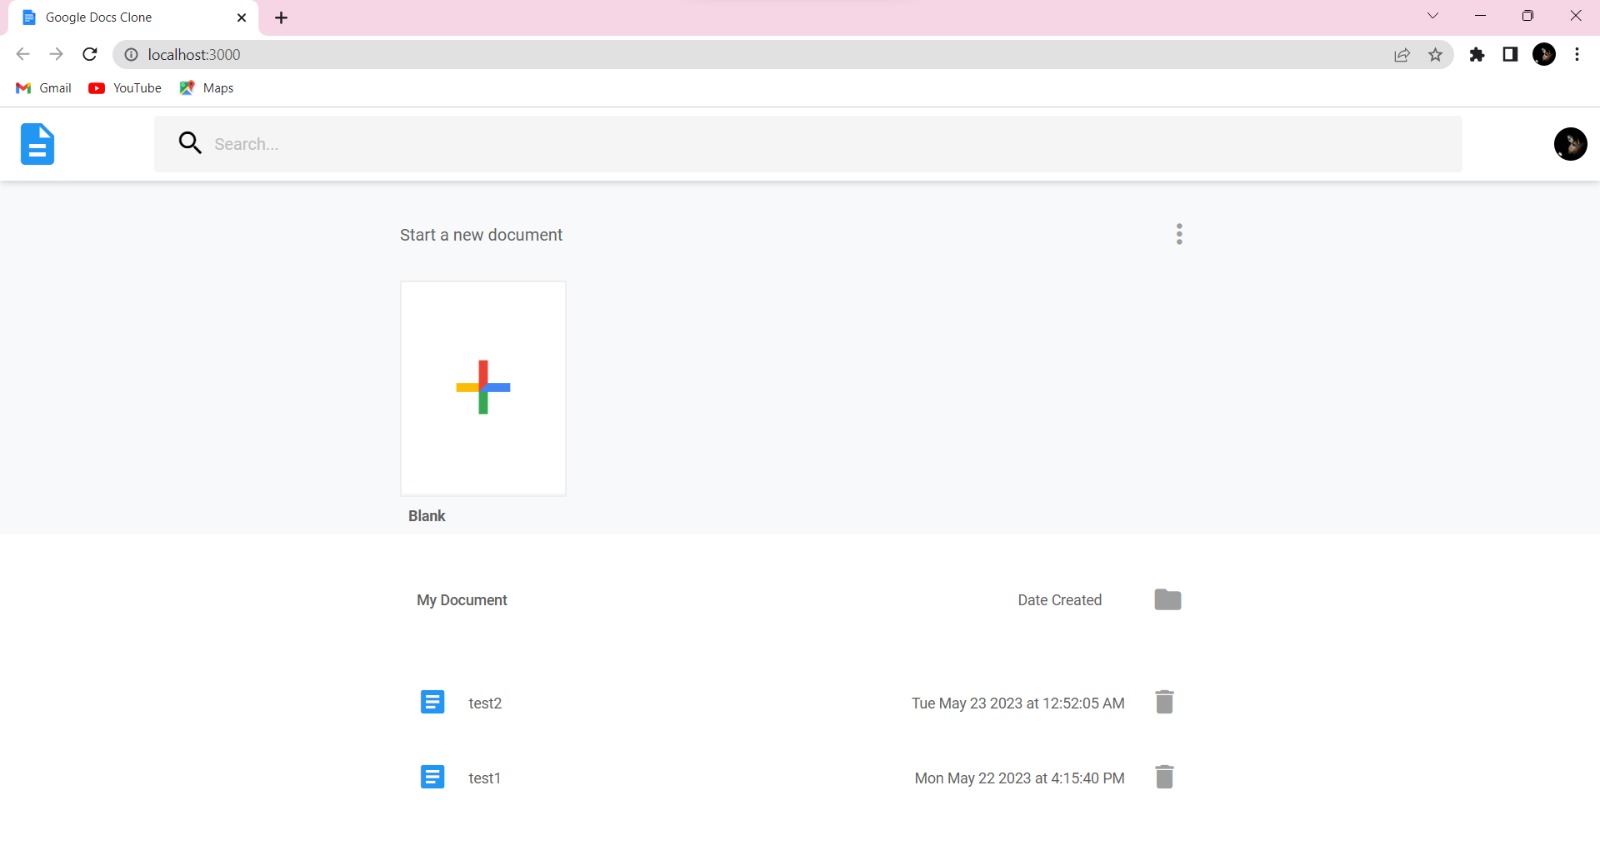 Google Docs Clone
localhost:3000
Gmail YouTube Maps
Search...
Start a new document
Blank
My Document Date Created
test2 Tue May 23 2023 at 12:52:05 AM
test1 Mon May 22 2023 at 4:15:40 PM